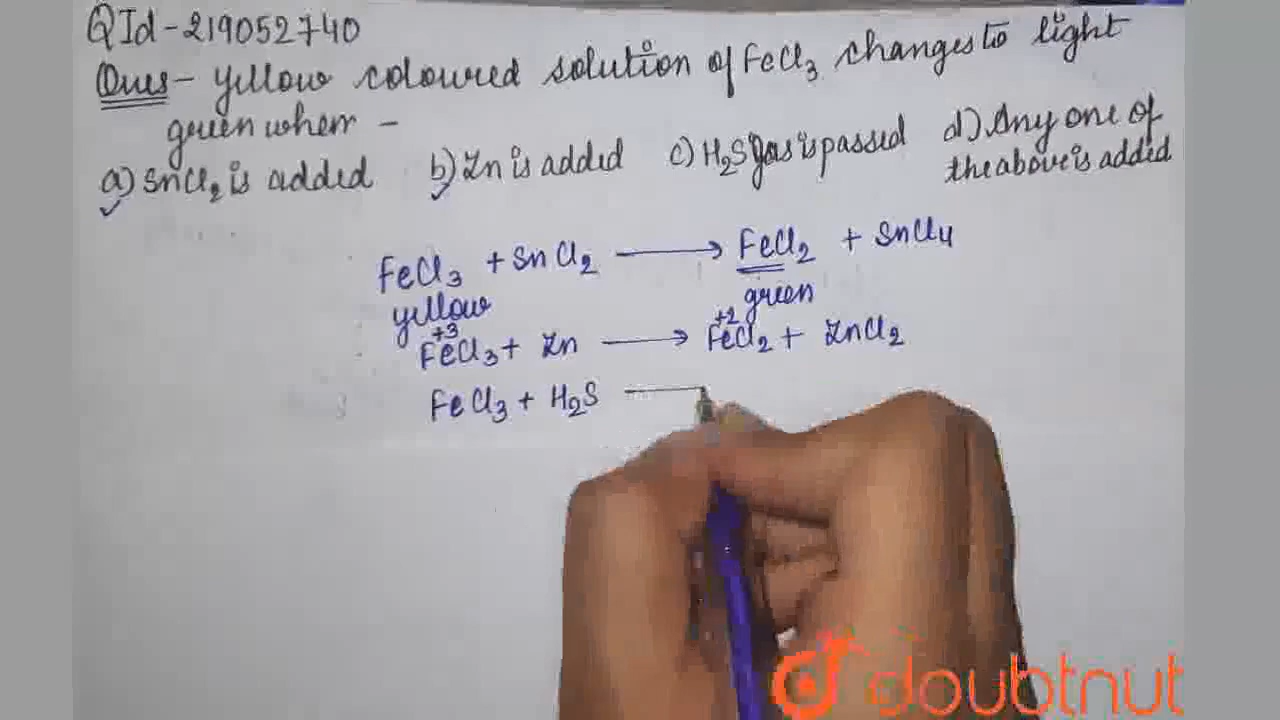 QId-219052740
Ques - yellow coloured solution of FeCl3 changes to light
green when -
a) SnCl2 is added b) Zn is added c) H2S gas is passed d) Any one of
the above is added
FeCl3 + SnCl2 ⟶ FeCl2 + SnCl4
yellow green
+3 +2
FeCl3 + Zn ⟶ FeCl2 + ZnCl2
FeCl3 + H2S
doubtnut